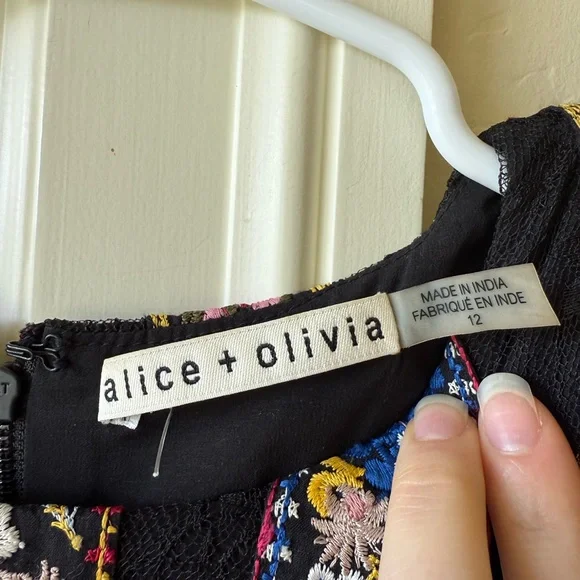 alice + olivia
MADE IN INDIA
FABRIQUÉ EN INDE
12